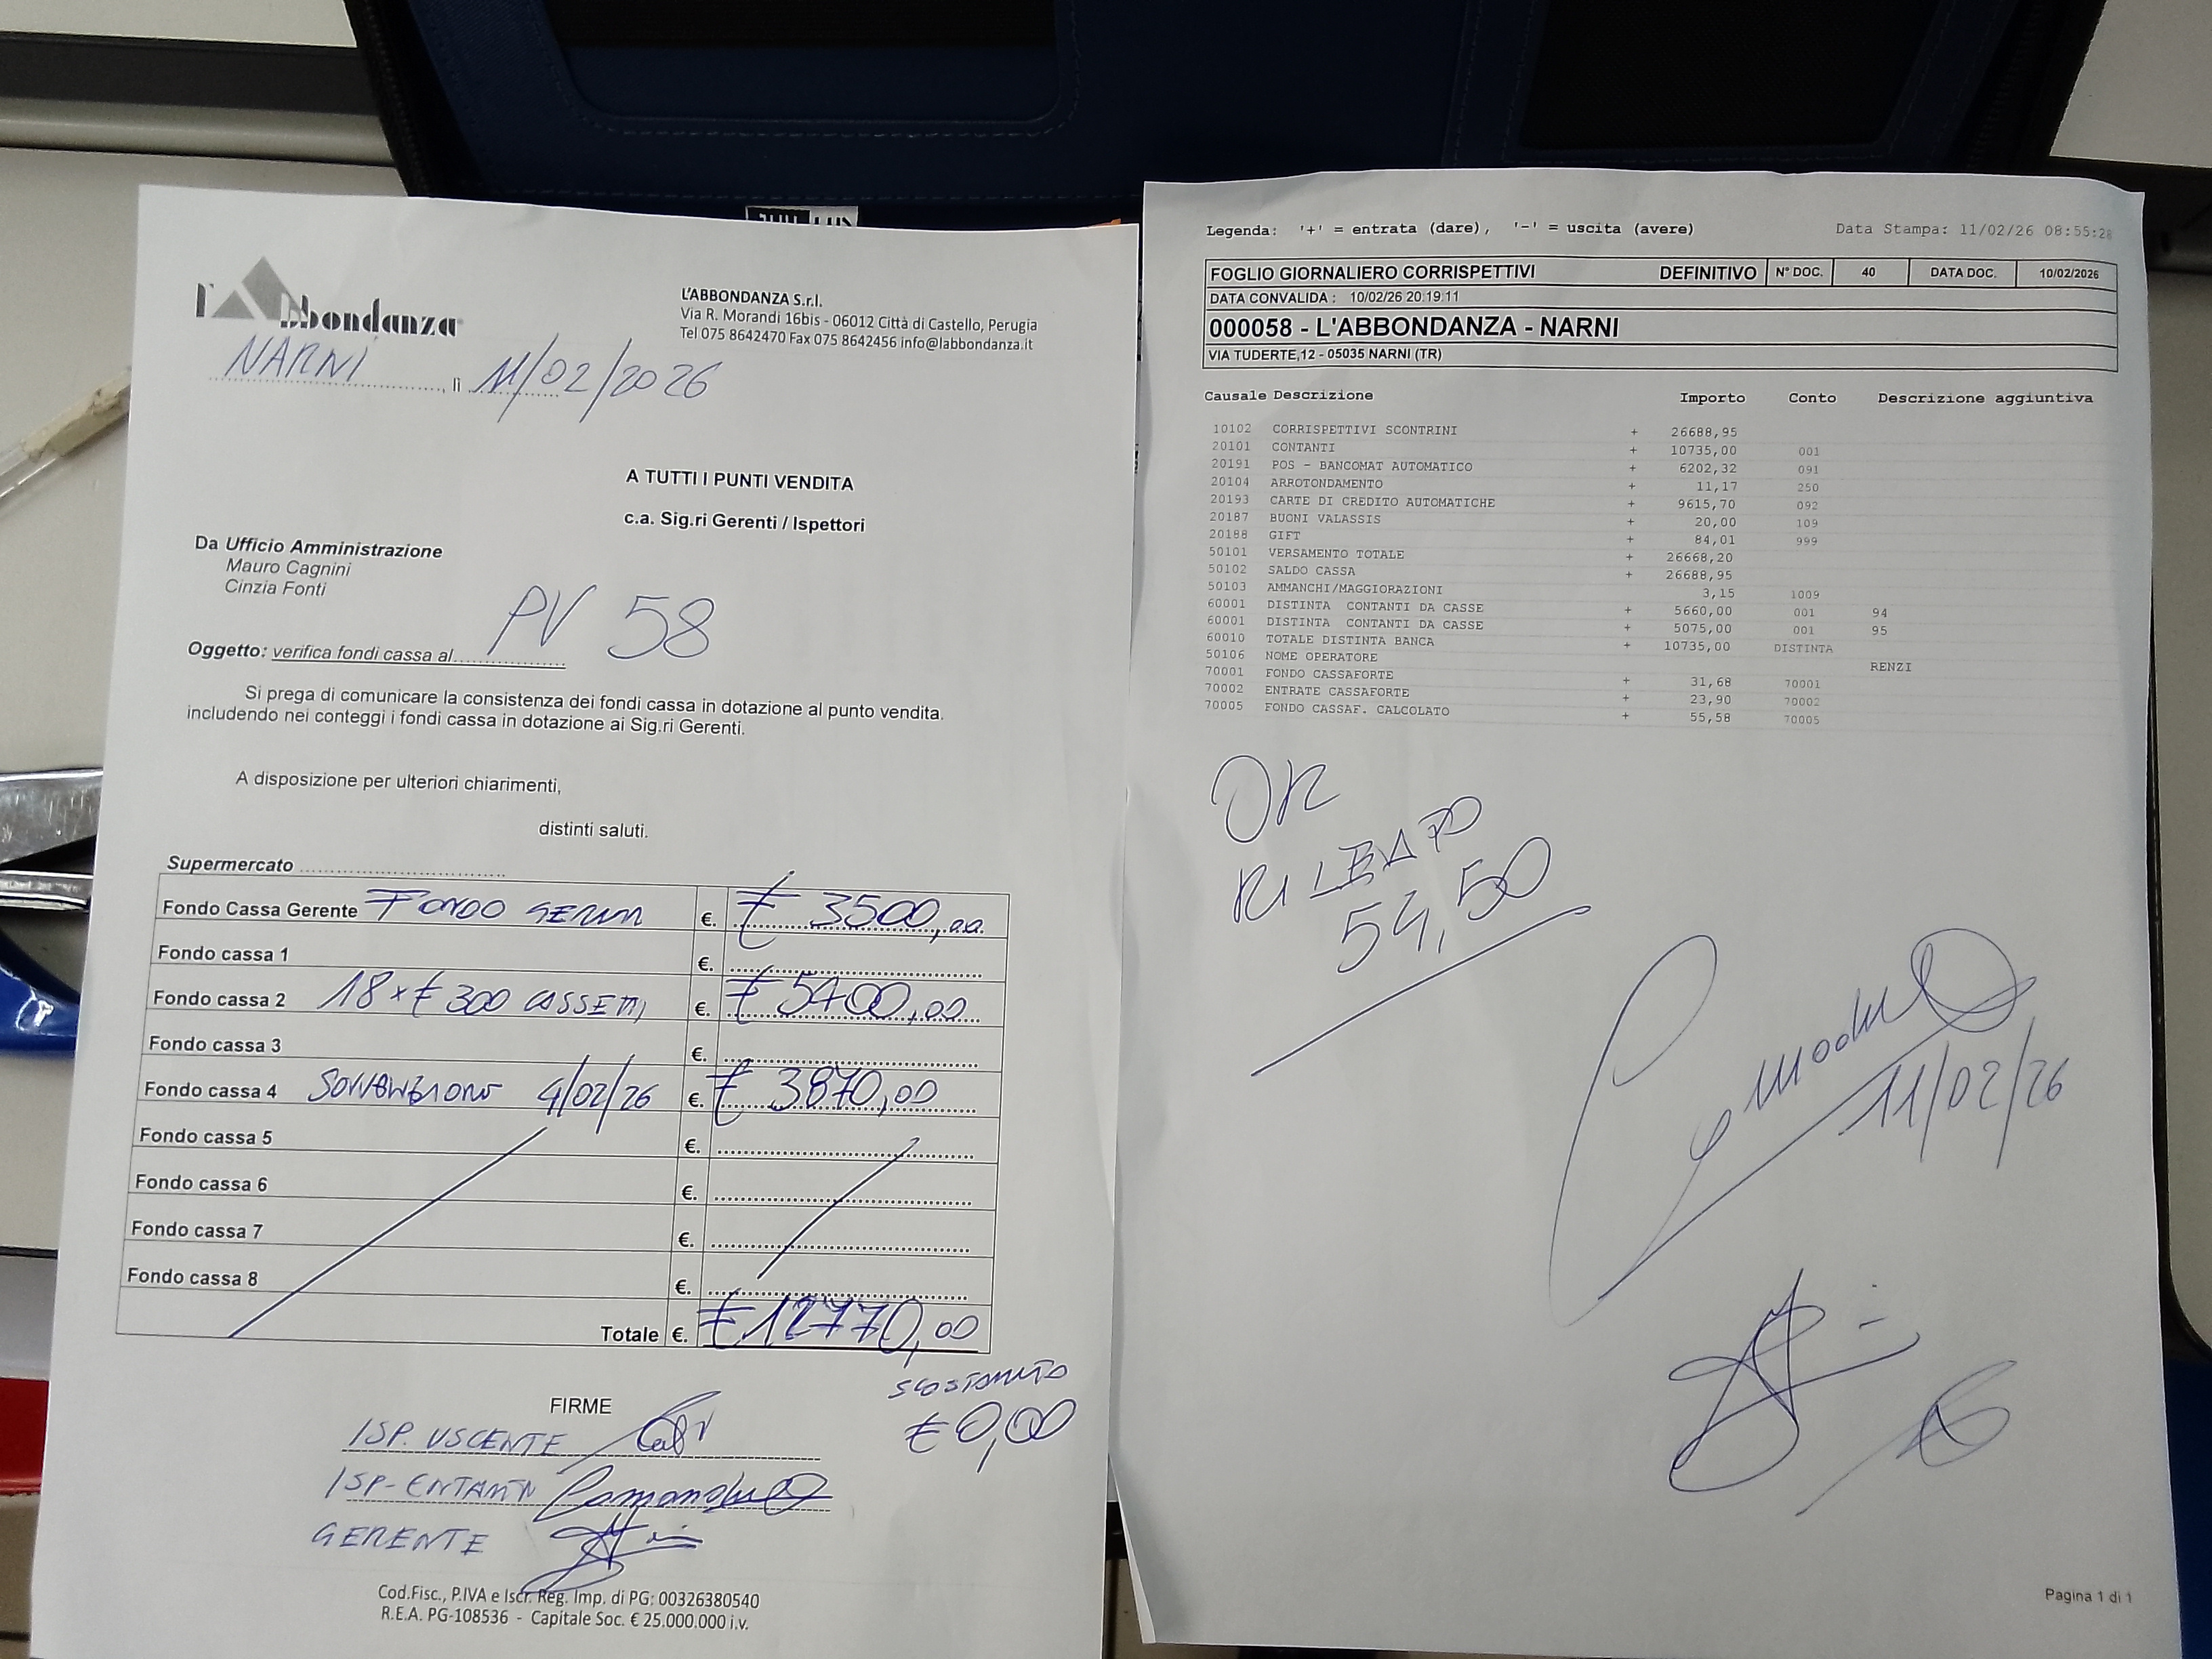 l'Abbondanza
L'ABBONDANZA S.r.l.
Via R. Morandi 16bis - 06012 Città di Castello, Perugia
Tel 075 8642470 Fax 075 8642456 info@labbondanza.it
NARNI, lì 11/02/2026
A TUTTI I PUNTI VENDITA
c.a. Sig.ri Gerenti / Ispettori
Da Ufficio Amministrazione
Mauro Cagnini
Cinzia Fonti
PV 58
Oggetto: verifica fondi cassa al
Si prega di comunicare la consistenza dei fondi cassa in dotazione al punto vendita.
includendo nei conteggi i fondi cassa in dotazione ai Sig.ri Gerenti.
A disposizione per ulteriori chiarimenti,
distinti saluti.
Supermercato
Fondo Cassa Gerente FONDO €. € 3500,00
Fondo cassa 1 €.
Fondo cassa 2 18 x € 300 CASSETTI €. € 5400,00
Fondo cassa 3 €.
Fondo cassa 4 SOVVENZIONE 4/02/26 €. € 3870,00
Fondo cassa 5 €.
Fondo cassa 6 €.
Fondo cassa 7 €.
Fondo cassa 8 €.
Totale €. € 12770,00
SCOSTAMENTO
€ 0,00
FIRME
ISP. USCENTE
ISP. ENTRANTE
GERENTE
Cod.Fisc., P.IVA e Iscr. Reg. Imp. di PG: 00326380540
R.E.A. PG-108536 - Capitale Soc. € 25.000.000 i.v.
Legenda: '+' = entrata (dare), '-' = uscita (avere) Data Stampa: 11/02/26 08:55:28
FOGLIO GIORNALIERO CORRISPETTIVI DEFINITIVO N° DOC. 40 DATA DOC. 10/02/2026
DATA CONVALIDA : 10/02/26 20.19.11
000058 - L'ABBONDANZA - NARNI
VIA TUDERTE,12 - 05035 NARNI (TR)
Causale Descrizione Importo Conto Descrizione aggiuntiva
10102 CORRISPETTIVI SCONTRINI + 26688,95
20101 CONTANTI + 10735,00 001
20191 POS - BANCOMAT AUTOMATICO + 6202,32 091
20104 ARROTONDAMENTO + 11,17 250
20193 CARTE DI CREDITO AUTOMATICHE + 9615,70 092
20187 BUONI VALASSIS + 20,00 109
20188 GIFT + 84,01 999
50101 VERSAMENTO TOTALE + 26668,20
50102 SALDO CASSA + 26688,95
50103 AMMANCHI/MAGGIORAZIONI 3,15 1009
60001 DISTINTA CONTANTI DA CASSE + 5660,00 001 94
60001 DISTINTA CONTANTI DA CASSE + 5075,00 001 95
60010 TOTALE DISTINTA BANCA + 10735,00 DISTINTA
50106 NOME OPERATORE RENZI
70001 FONDO CASSAFORTE + 31,68 70001
70002 ENTRATE CASSAFORTE + 23,90 70002
70005 FONDO CASSAF. CALCOLATO + 55,58 70005
OK
54,50
11/02/26
Pagina 1 di 1